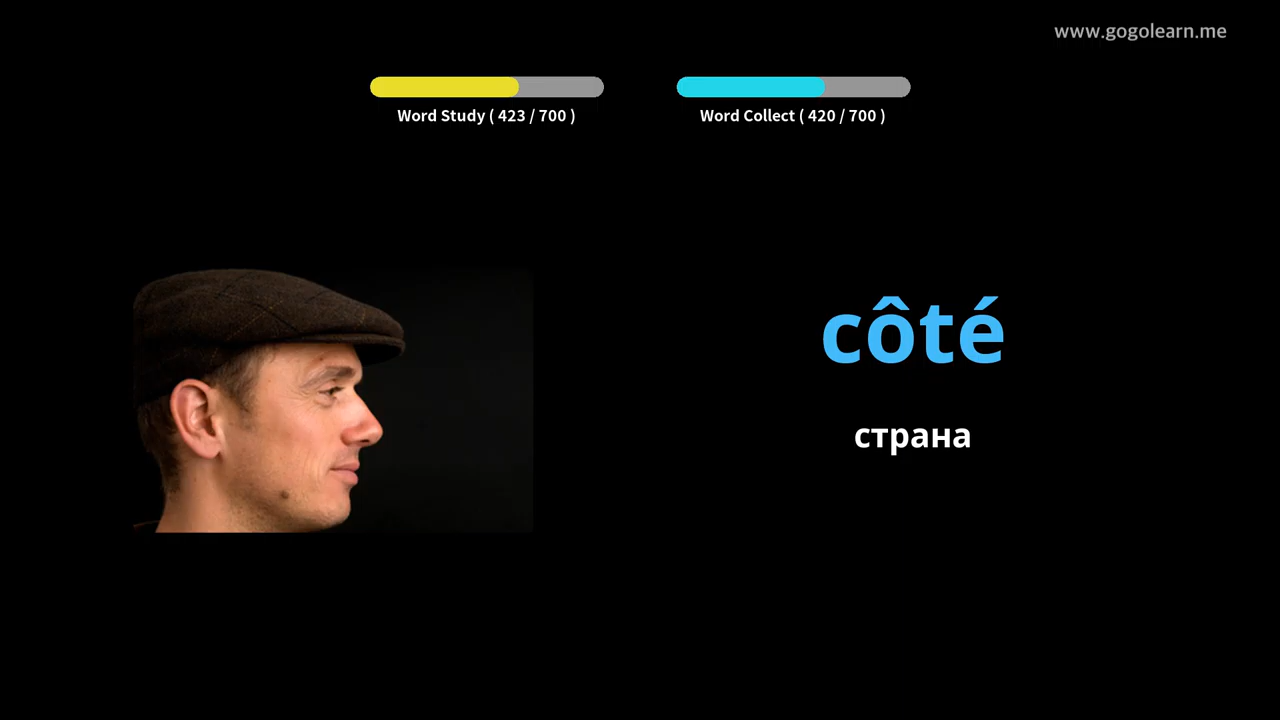 www.gogolearn.me
Word Study ( 423 / 700 )
Word Collect ( 420 / 700 )
côté
страна